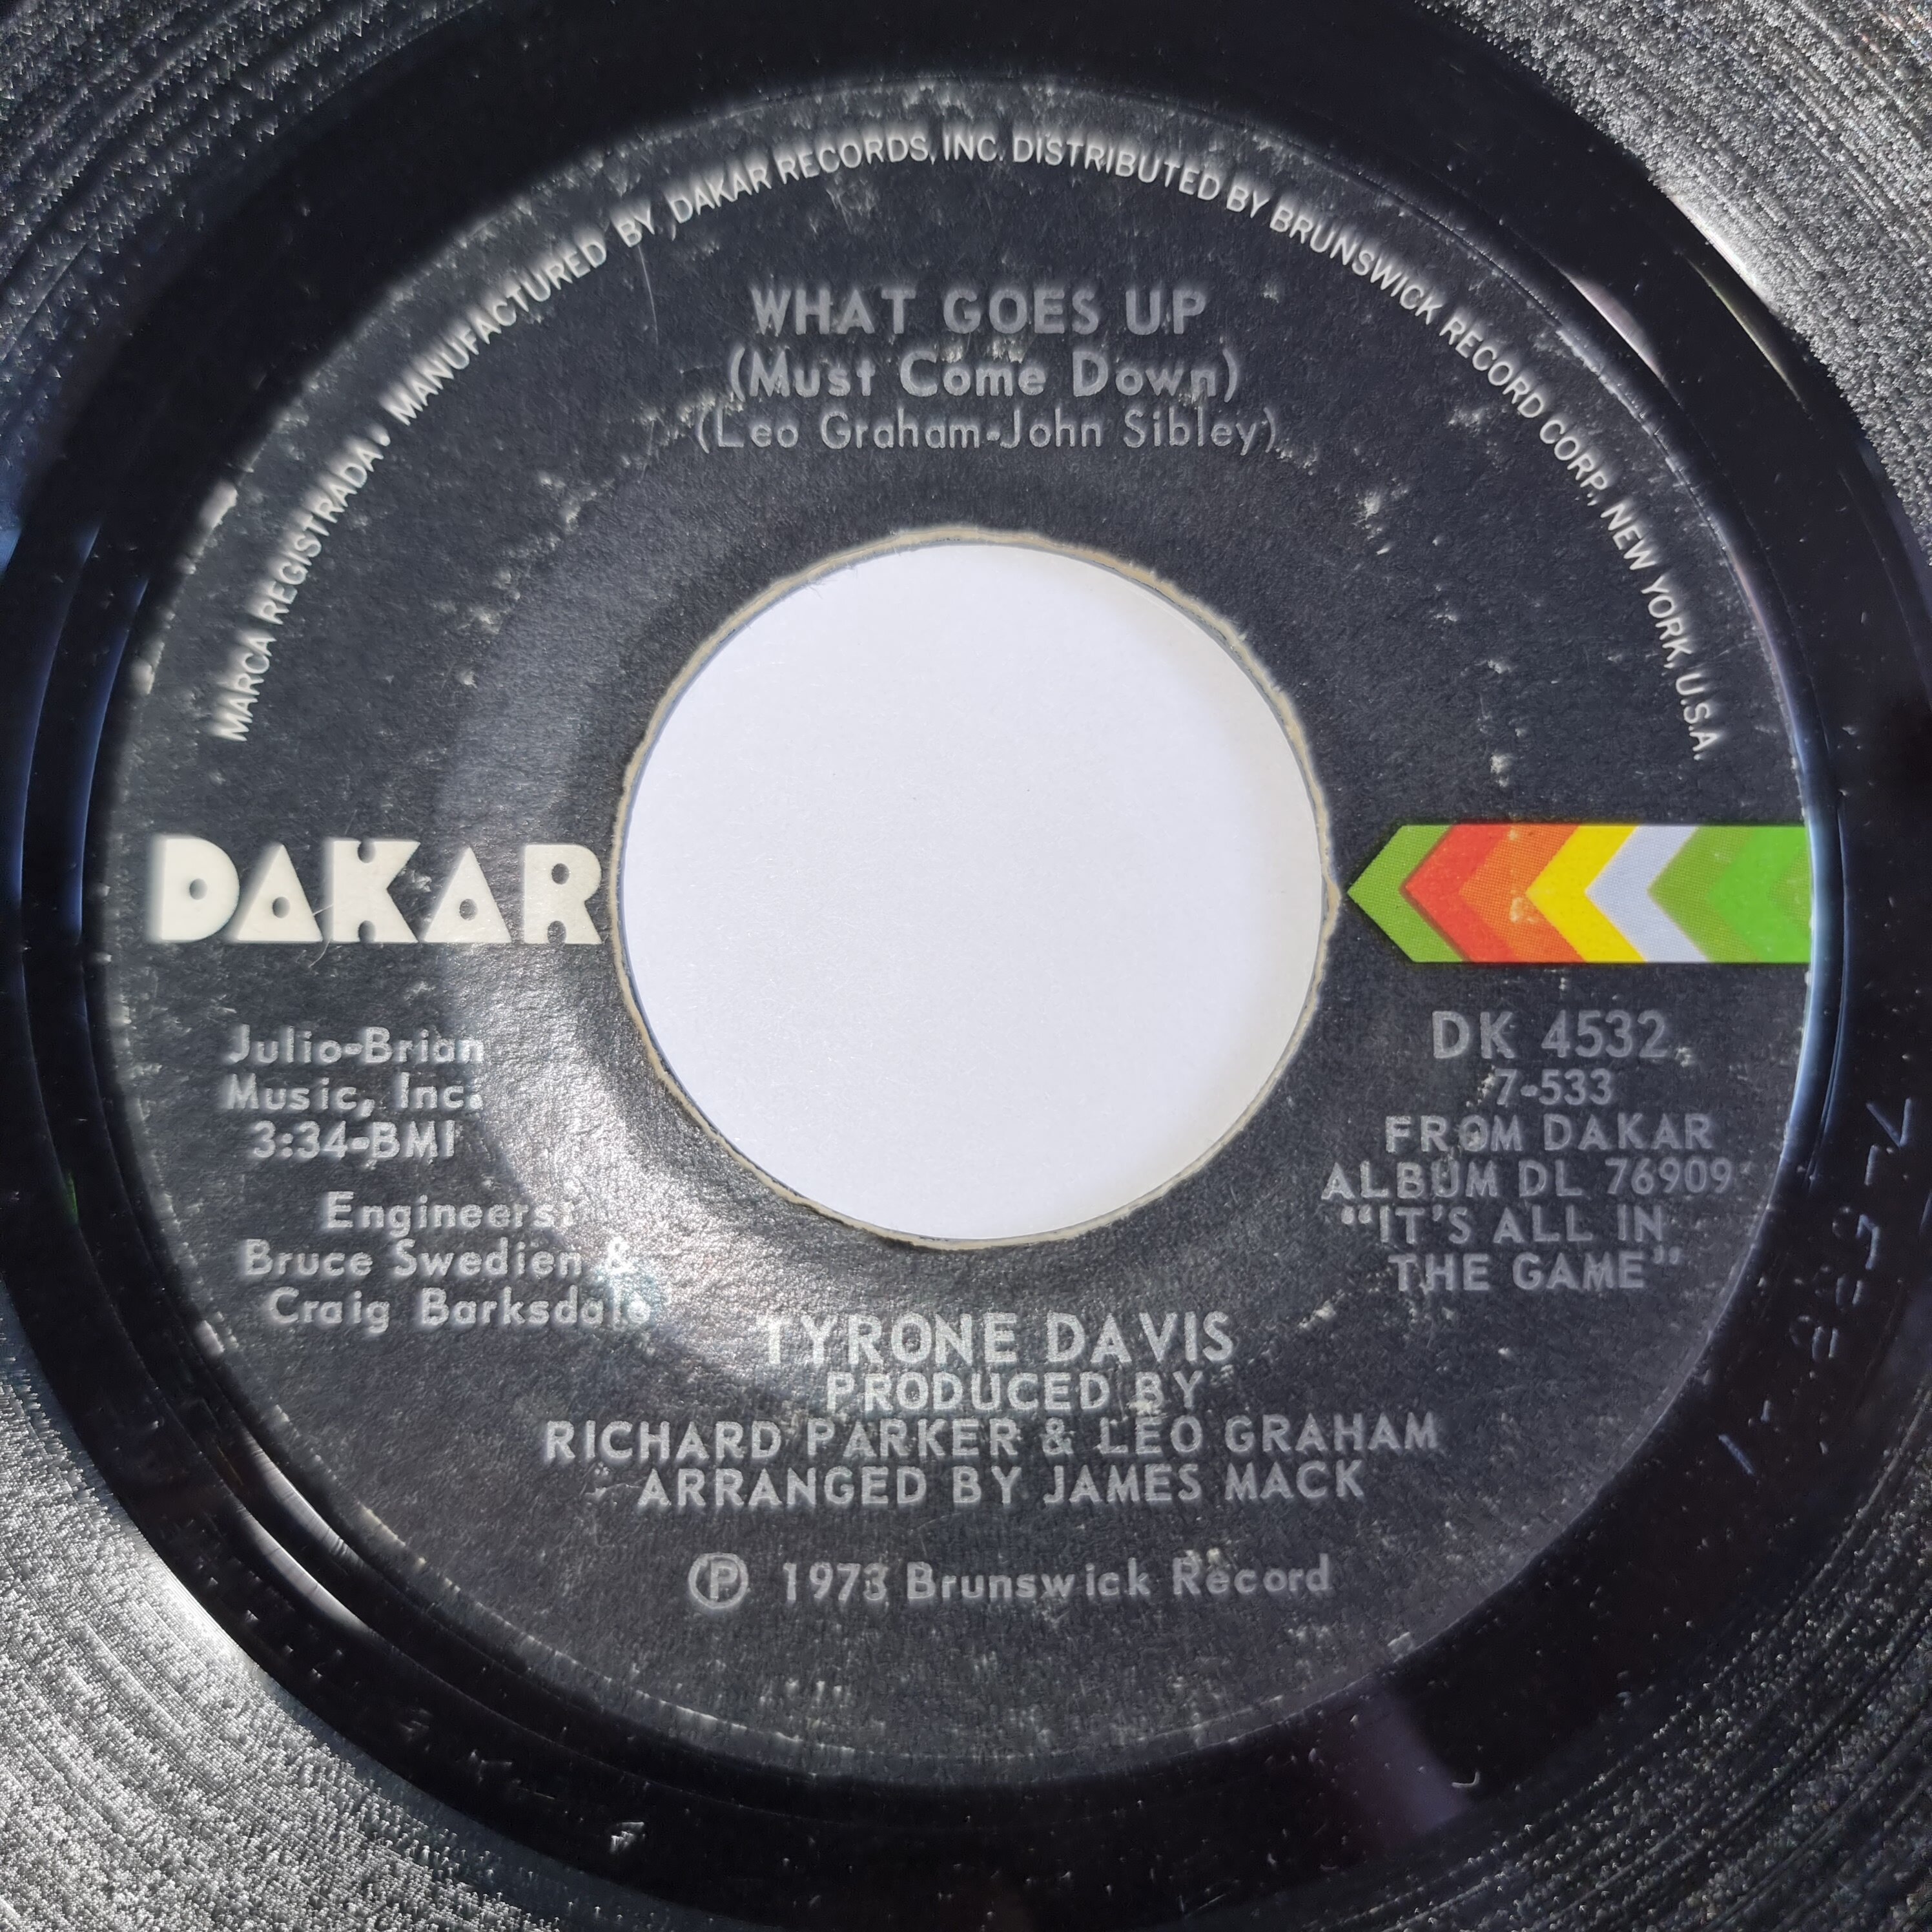 MARCA REGISTRADA. MANUFACTURED BY DAKAR RECORDS, INC. DISTRIBUTED BY BRUNSWICK RECORD CORP., NEW YORK, U.S.A.
WHAT GOES UP
(Must Come Down)
(Leo Graham-John Sibley)
DAKAR
Julio-Brian
Music, Inc.
3:34-BMI
Engineers:
Bruce Swedien &
Craig Barksdale
DK 4532
7-533
FROM DAKAR
ALBUM DL 76909
"IT'S ALL IN
THE GAME"
TYRONE DAVIS
PRODUCED BY
RICHARD PARKER & LEO GRAHAM
ARRANGED BY JAMES MACK
Ⓟ 1973 Brunswick Record